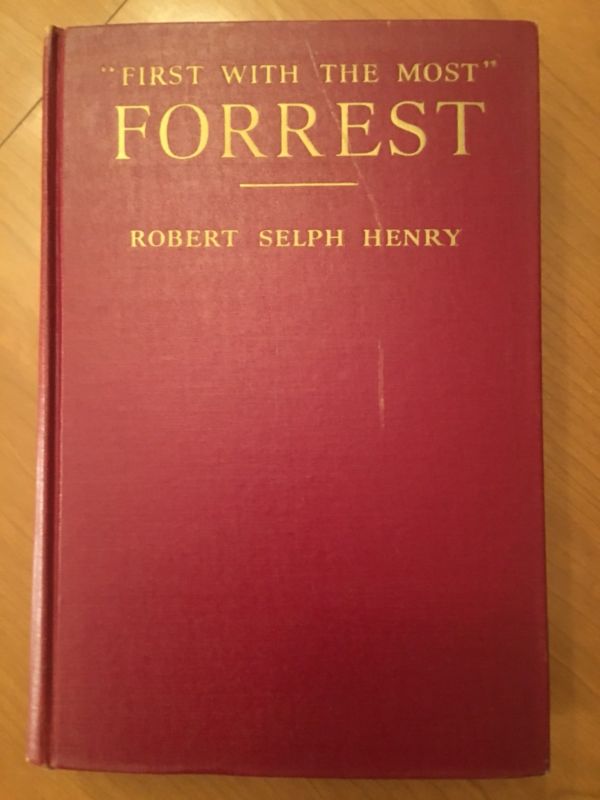 “FIRST WITH THE MOST”
FORREST
ROBERT SELPH HENRY